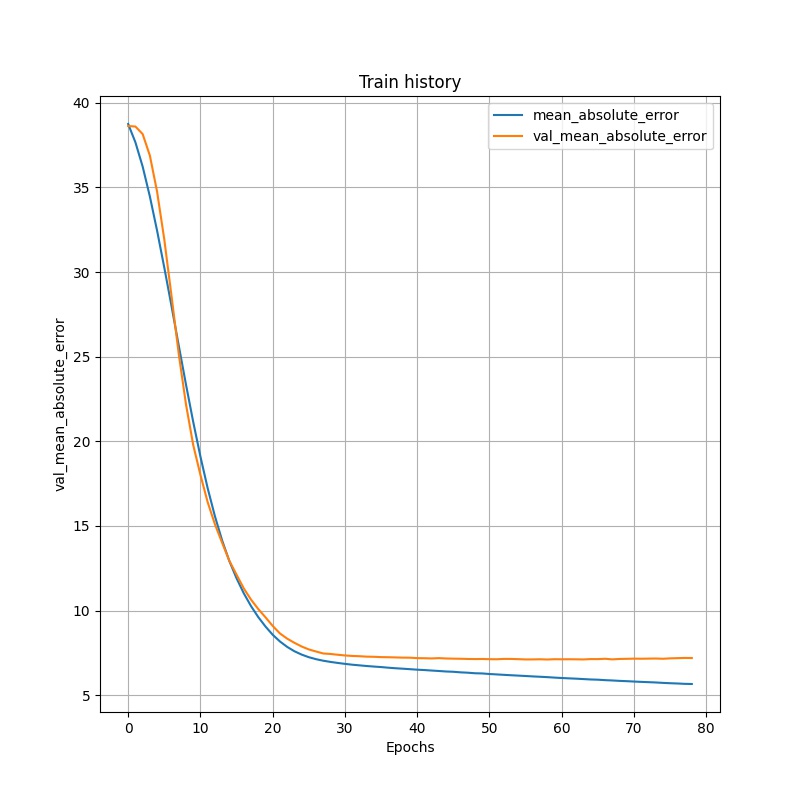 Train history
mean_absolute_error
val_mean_absolute_error
40
35
30
25
20
15
10
5
val_mean_absolute_error
0 10 20 30 40 50 60 70 80
Epochs